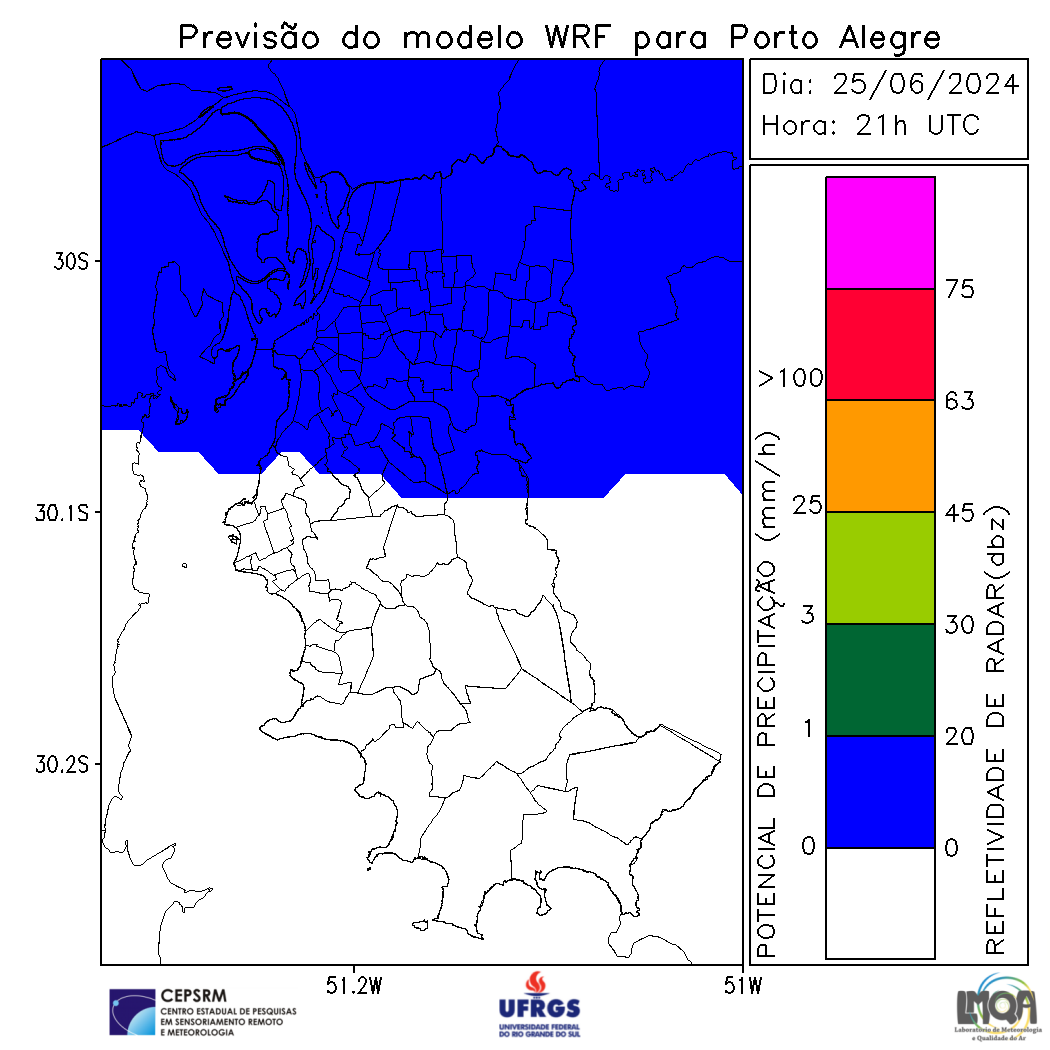 Previsão do modelo WRF para Porto Alegre
Dia: 25/06/2024
Hora: 21h UTC
30S
30.1S
30.2S
51.2W
51W
POTENCIAL DE PRECIPITAÇÃO (mm/h)
>100
25
3
1
0
75
63
45
30
20
0
REFLETIVIDADE DE RADAR(dbz)
CEPSRM
CENTRO ESTADUAL DE PESQUISAS
EM SENSORIAMENTO REMOTO
E METEOROLOGIA
UFRGS
UNIVERSIDADE FEDERAL
DO RIO GRANDE DO SUL
LMQA
Laboratório de Meteorologia
e Qualidade do Ar